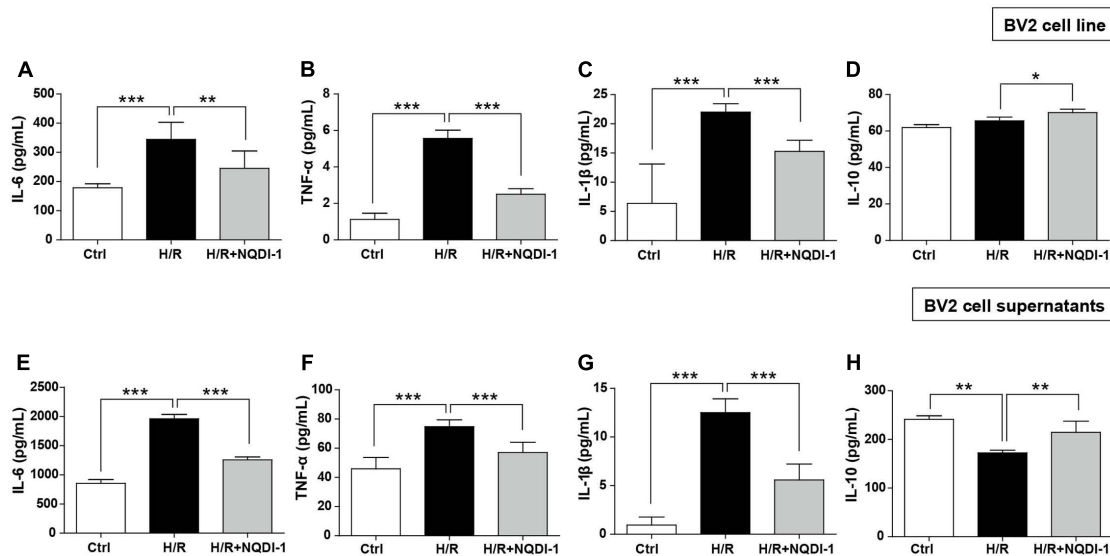 BV2 cell line
A
IL-6 (pg/mL)
500
400
300
200
100
0
***
**
Ctrl
H/R
H/R+NQDI-1
B
TNF-α (pg/mL)
8
6
4
2
0
***
***
Ctrl
H/R
H/R+NQDI-1
C
IL-1β (pg/mL)
25
20
15
10
5
0
***
***
Ctrl
H/R
H/R+NQDI-1
D
IL-10 (pg/mL)
80
60
40
20
0
*
Ctrl
H/R
H/R+NQDI-1
BV2 cell supernatants
E
IL-6 (pg/mL)
2500
2000
1500
1000
500
0
***
***
Ctrl
H/R
H/R+NQDI-1
F
TNF-α (pg/mL)
100
80
60
40
20
0
***
***
Ctrl
H/R
H/R+NQDI-1
G
IL-1β (pg/mL)
15
10
5
0
***
***
Ctrl
H/R
H/R+NQDI-1
H
IL-10 (pg/mL)
300
200
100
0
**
**
Ctrl
H/R
H/R+NQDI-1